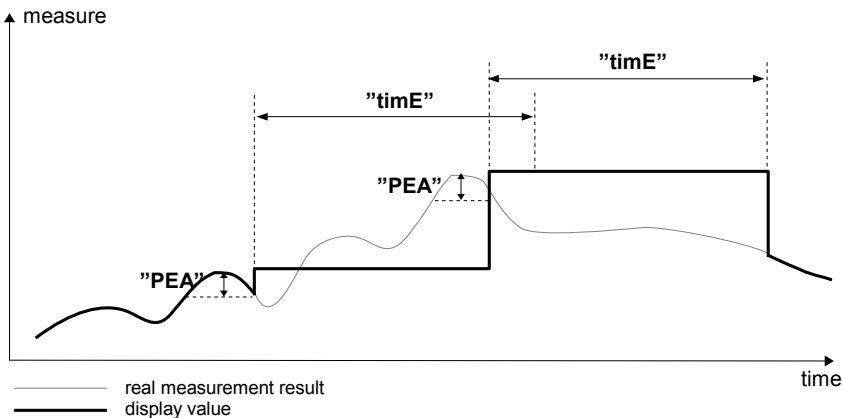 measure
”timE”
”timE”
”PEA”
”PEA”
time
real measurement result
display value